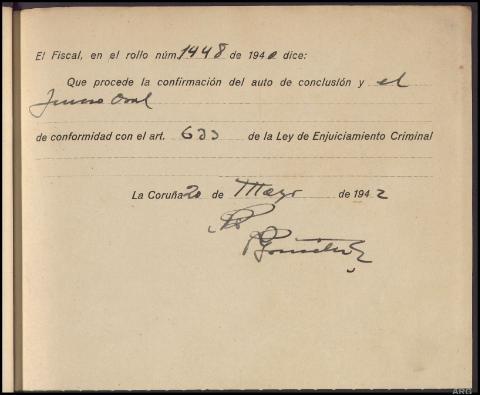 El Fiscal, en el rollo núm. 1448 de 1940 dice:
Que procede la confirmación del auto de conclusión y el
Juicio Oral
de conformidad con el art. 633 de la Ley de Enjuiciamiento Criminal
La Coruña 20 de Mayo de 1942
ARG